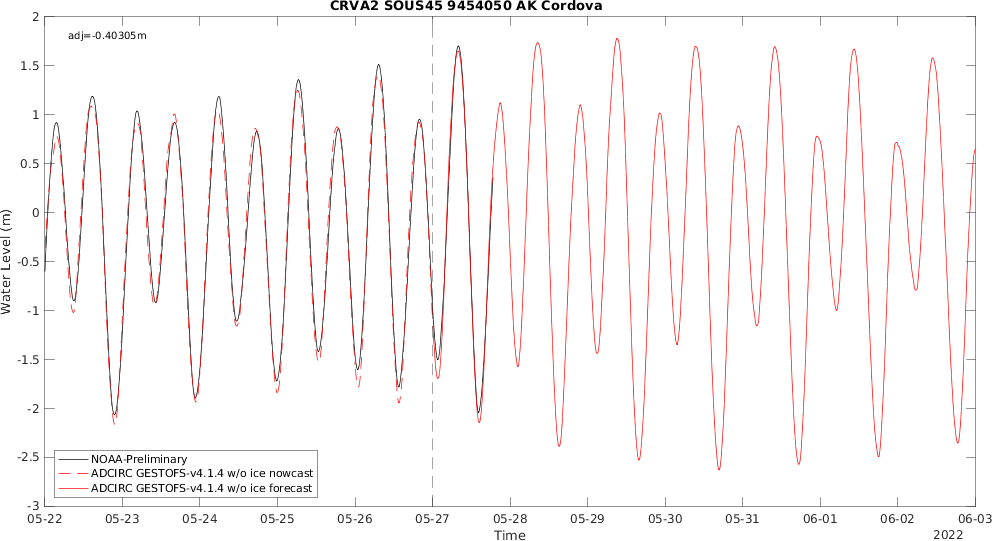 CRVA2 SOUS45 9454050 AK Cordova
adj=-0.40305m
2
1.5
1
0.5
0
-0.5
-1
-1.5
-2
-2.5
-3
Water Level (m)
NOAA-Preliminary
ADCIRC GESTOFS-v4.1.4 w/o ice nowcast
ADCIRC GESTOFS-v4.1.4 w/o ice forecast
05-22 05-23 05-24 05-25 05-26 05-27 05-28 05-29 05-30 05-31 06-01 06-02 06-03
Time
2022